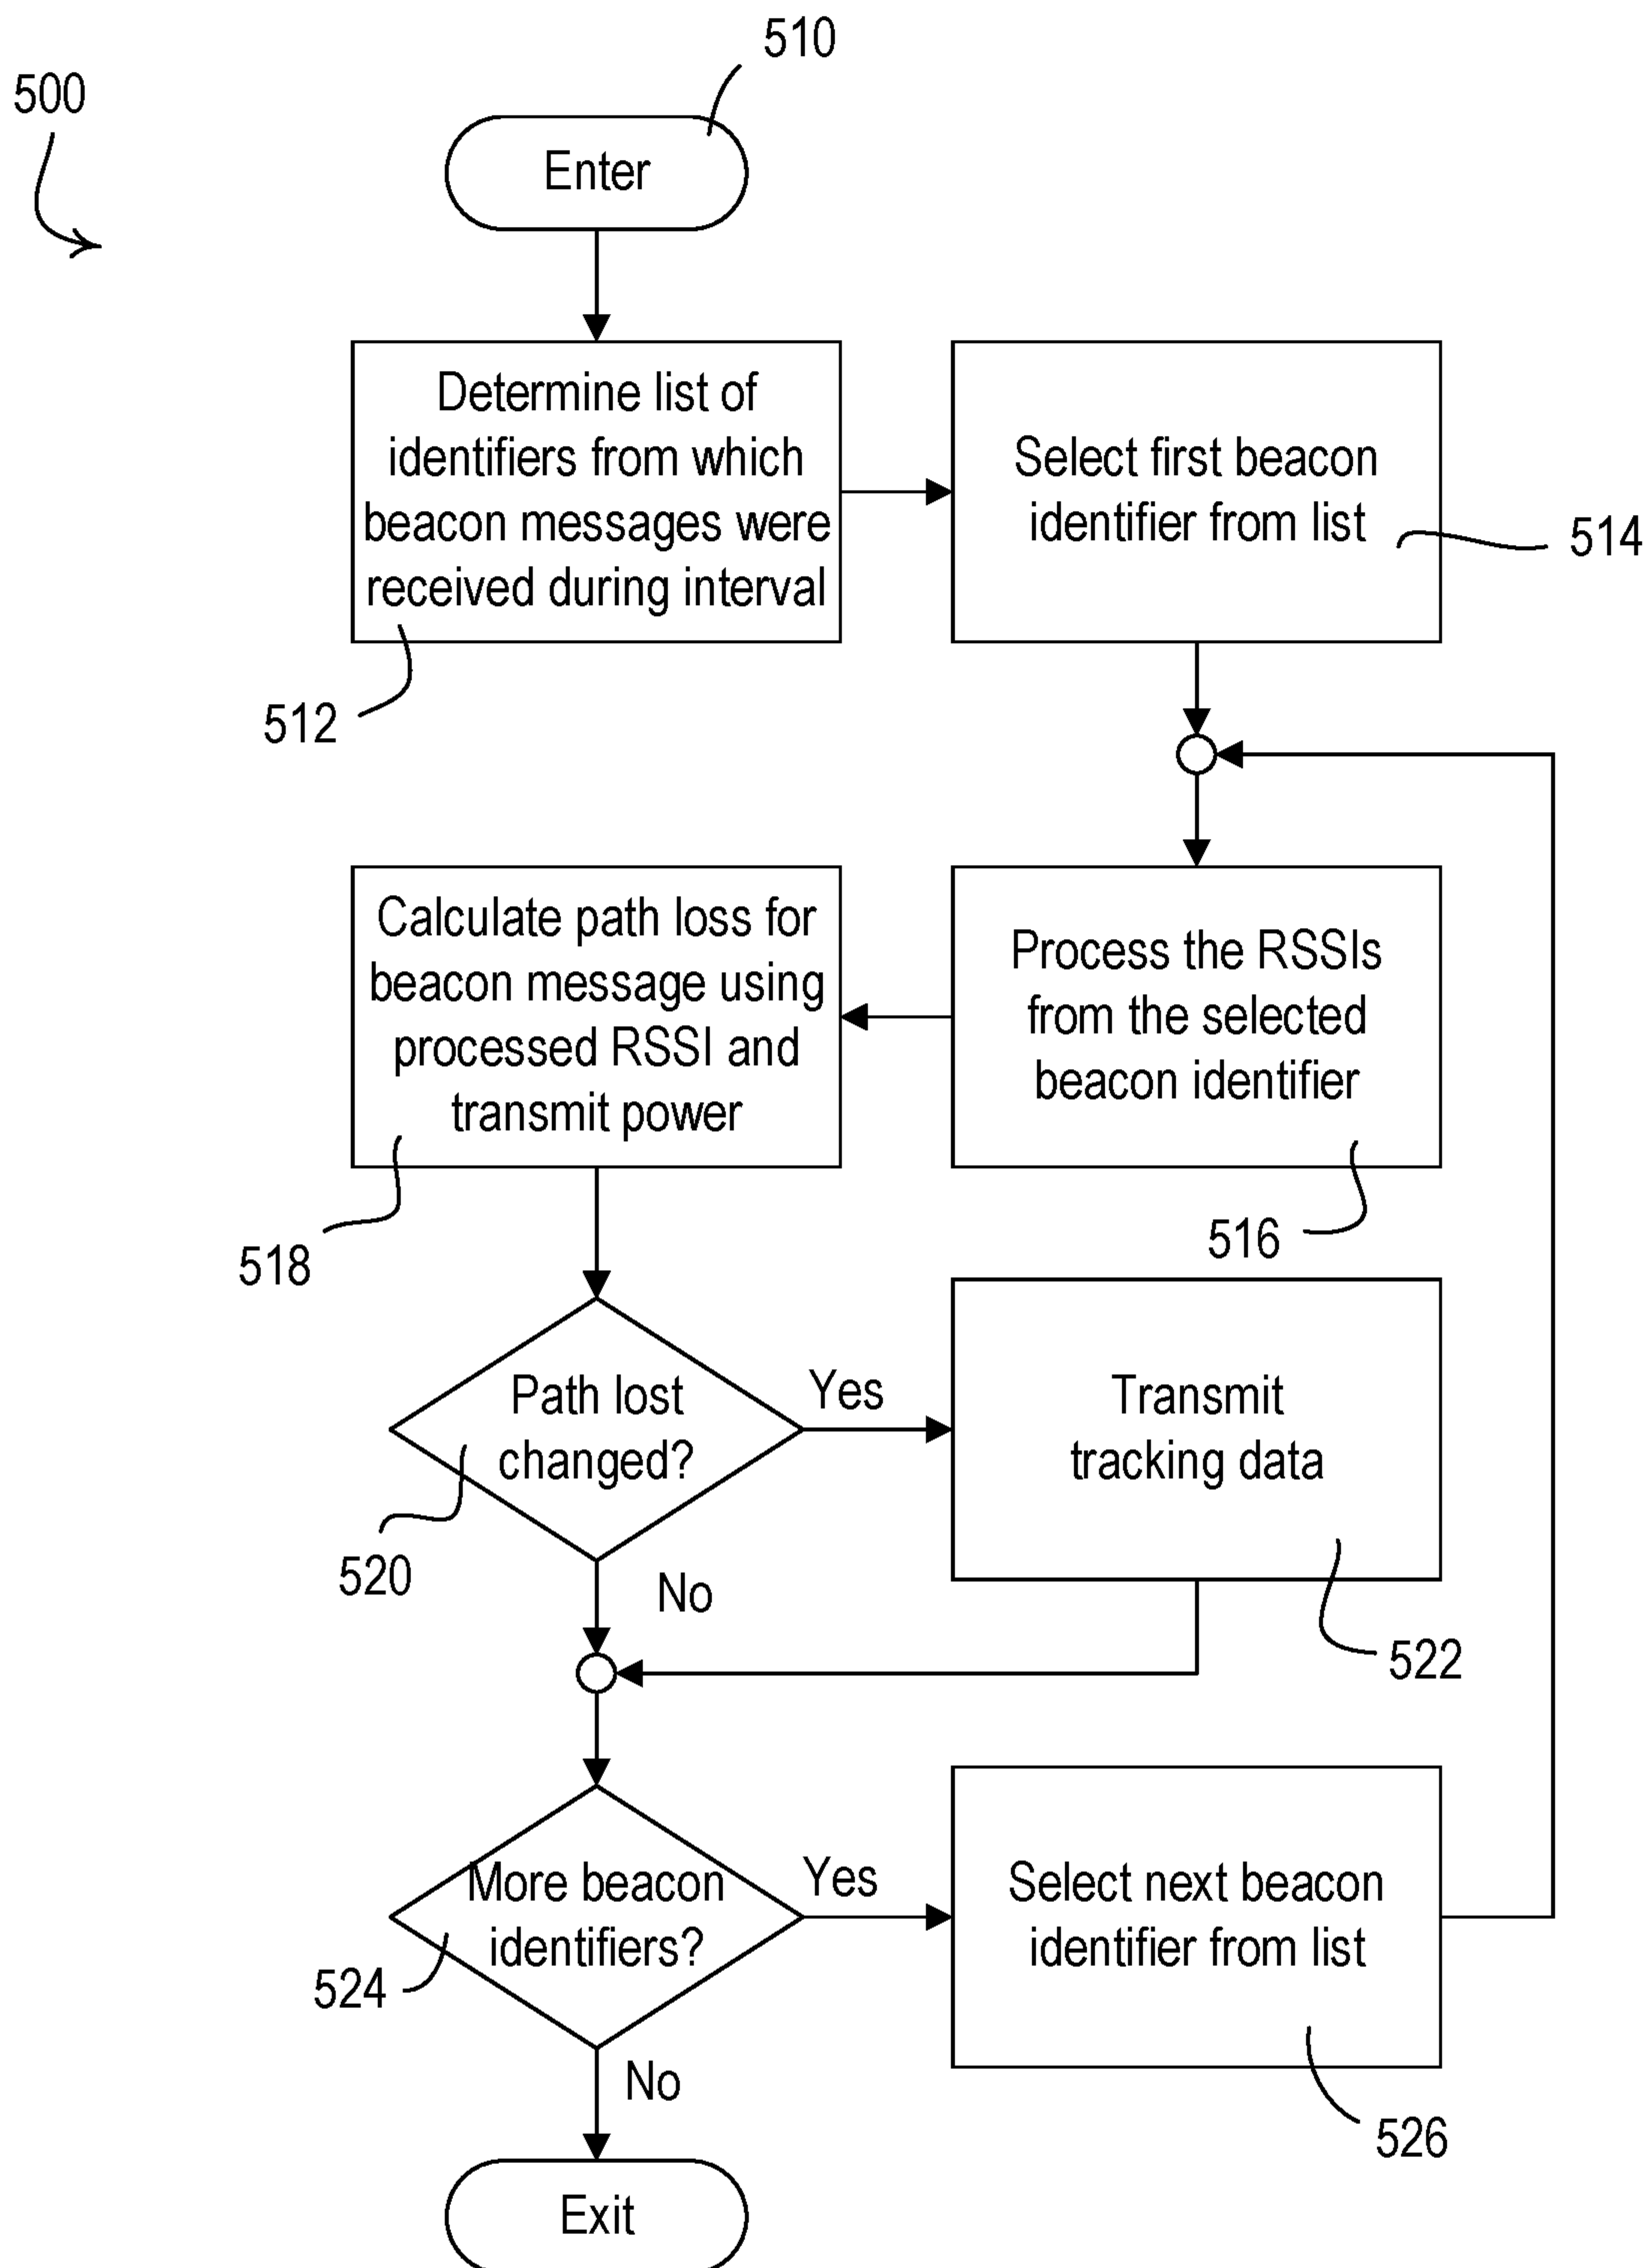 510
500
Enter
Determine list of
identifiers from which
beacon messages were
received during interval
512
Select first beacon
identifier from list
514
Process the RSSIs
from the selected
beacon identifier
516
Calculate path loss for
beacon message using
processed RSSI and
transmit power
518
Path lost
changed?
520
Yes
Transmit
tracking data
522
No
More beacon
identifiers?
524
Yes
Select next beacon
identifier from list
526
No
Exit